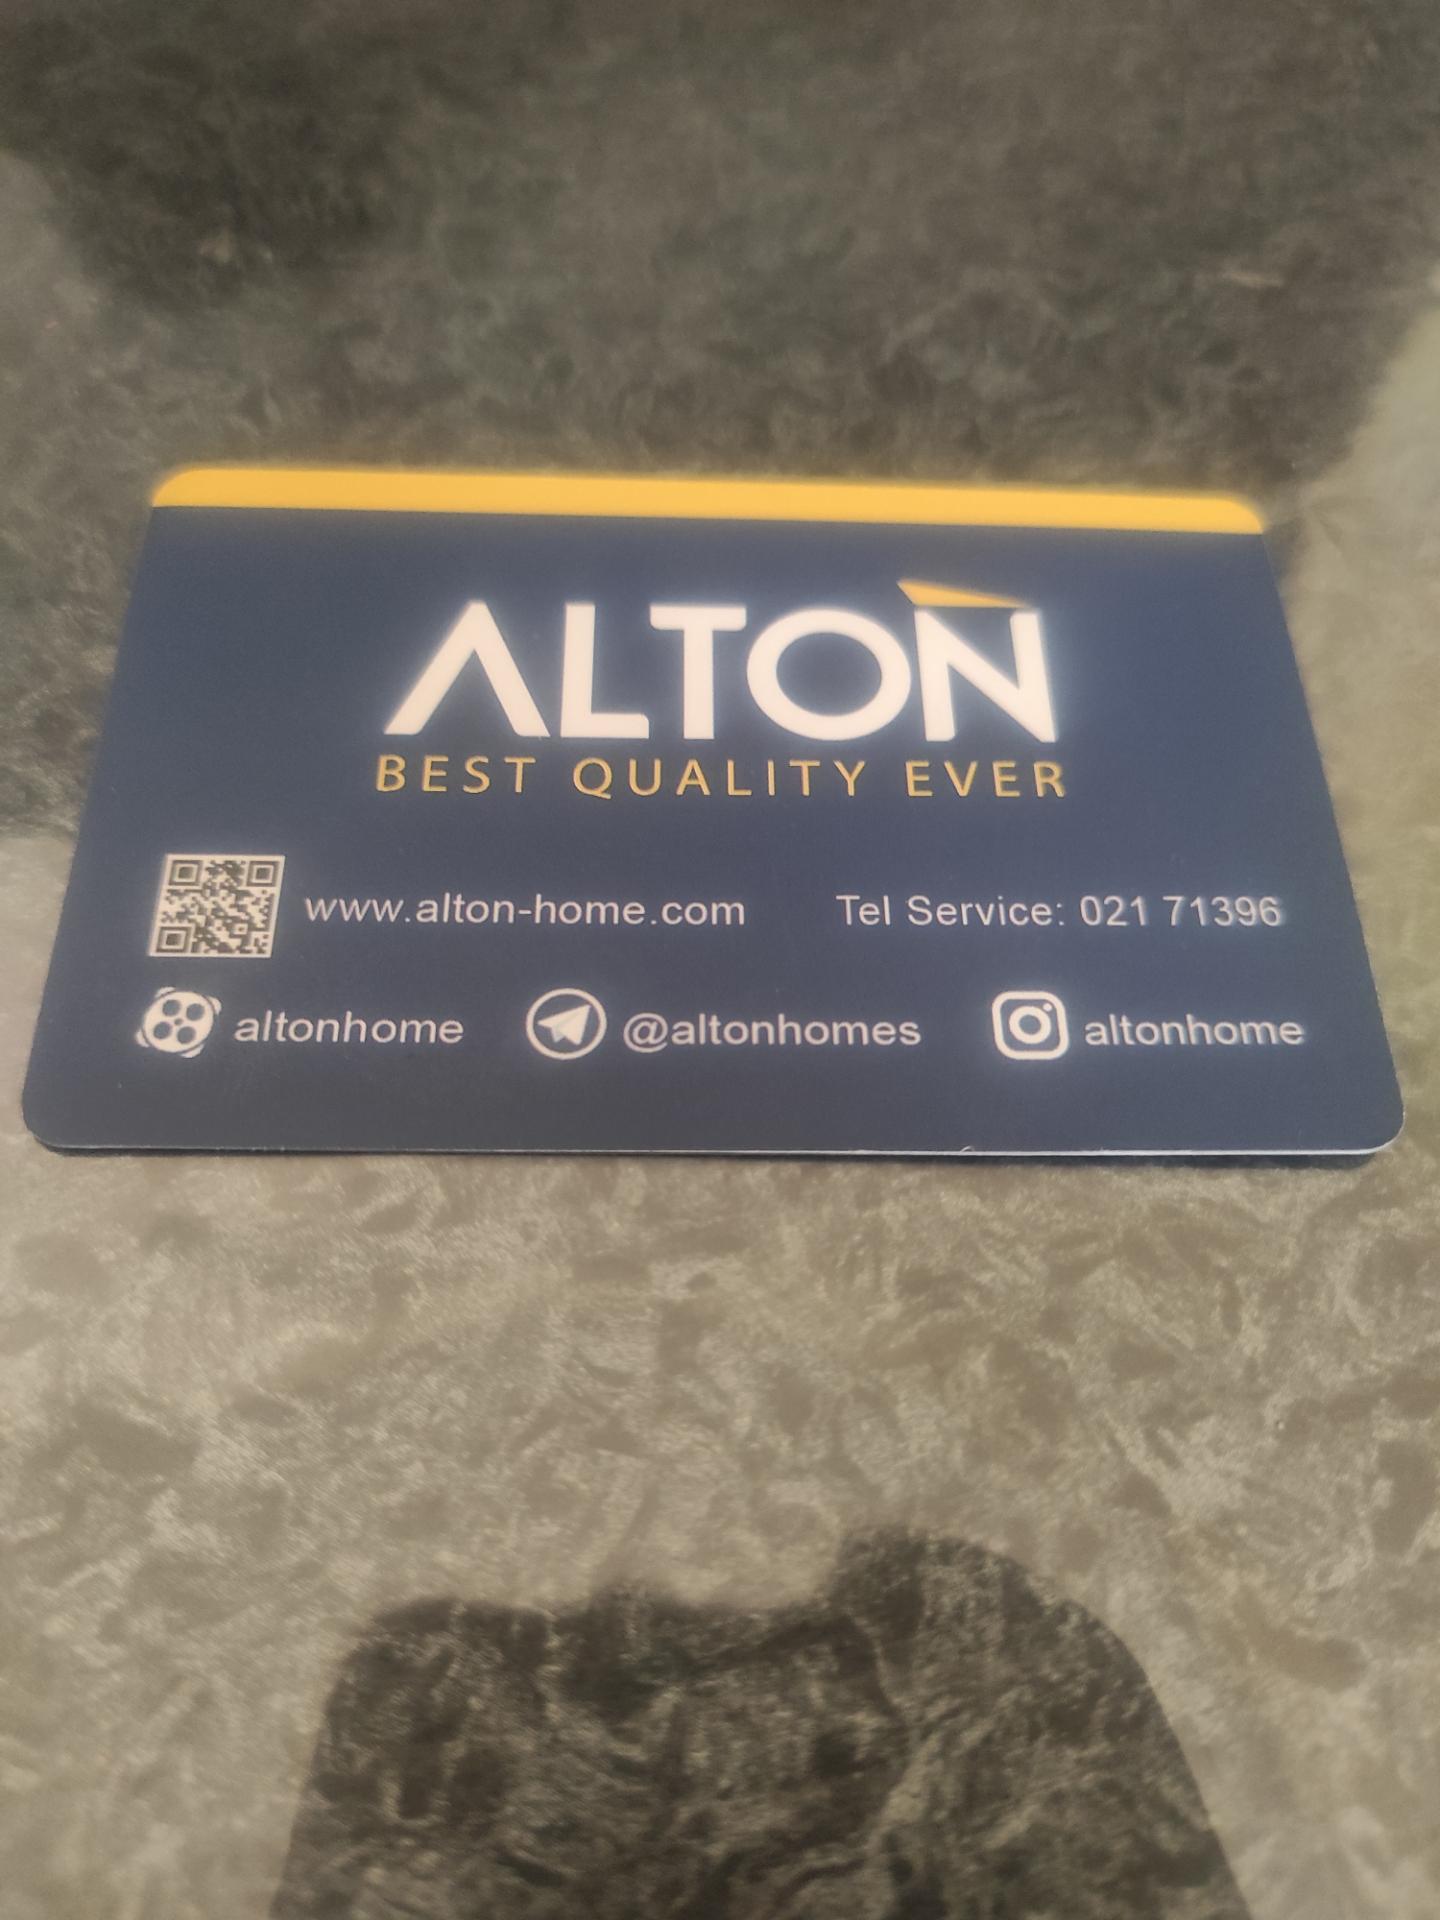 ALTON
BEST QUALITY EVER
www.alton-home.com Tel Service: 021 71396
altonhome @altonhomes altonhome